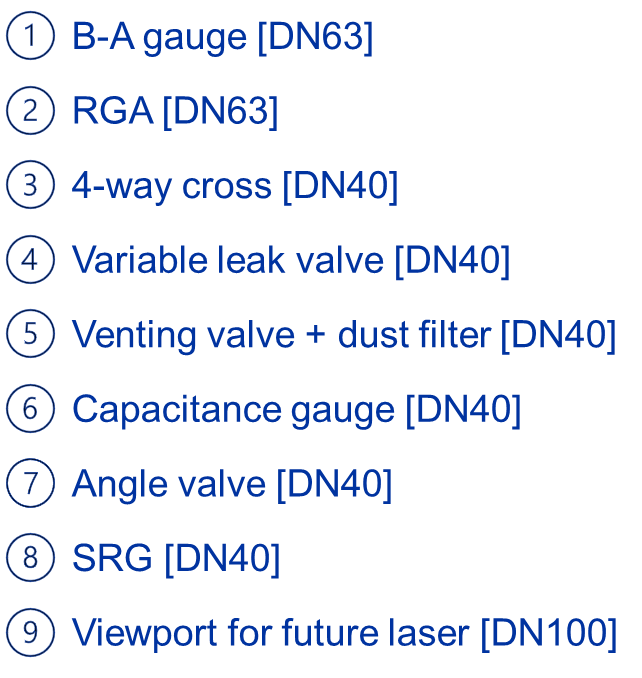 1 B-A gauge [DN63]
2 RGA [DN63]
3 4-way cross [DN40]
4 Variable leak valve [DN40]
5 Venting valve + dust filter [DN40]
6 Capacitance gauge [DN40]
7 Angle valve [DN40]
8 SRG [DN40]
9 Viewport for future laser [DN100]